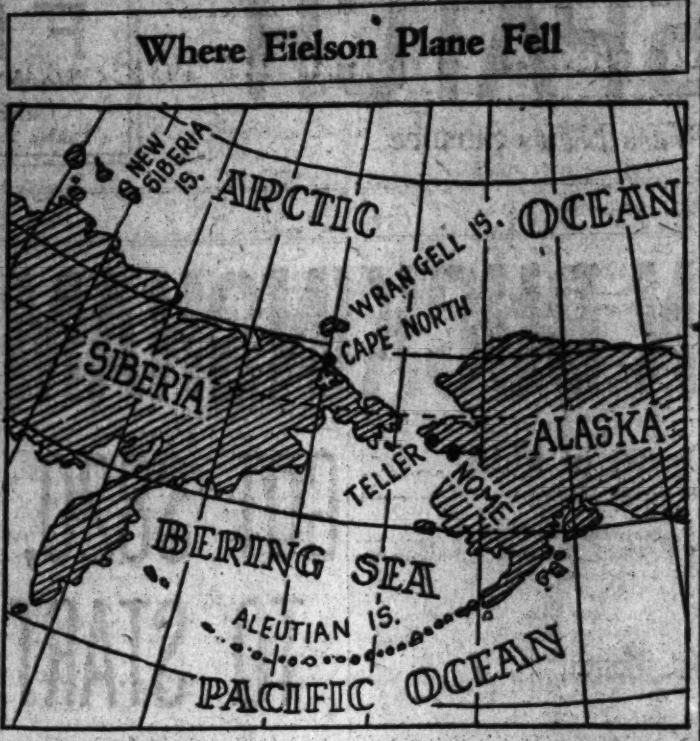 Where Eielson Plane Fell
NEW
SIBERIA
IS.
ARCTIC OCEAN
WRANGELL IS.
CAPE NORTH
SIBERIA
ALASKA
TELLER
NOME
BERING SEA
ALEUTIAN IS.
PACIFIC OCEAN